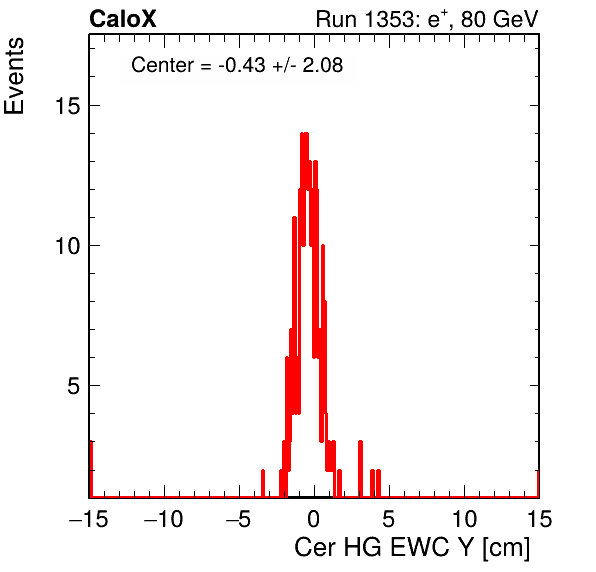 CaloX Run 1353: e⁺, 80 GeV
Center = -0.43 +/- 2.08
Events
15
10
5
−15 −10 −5 0 5 10 15
Cer HG EWC Y [cm]